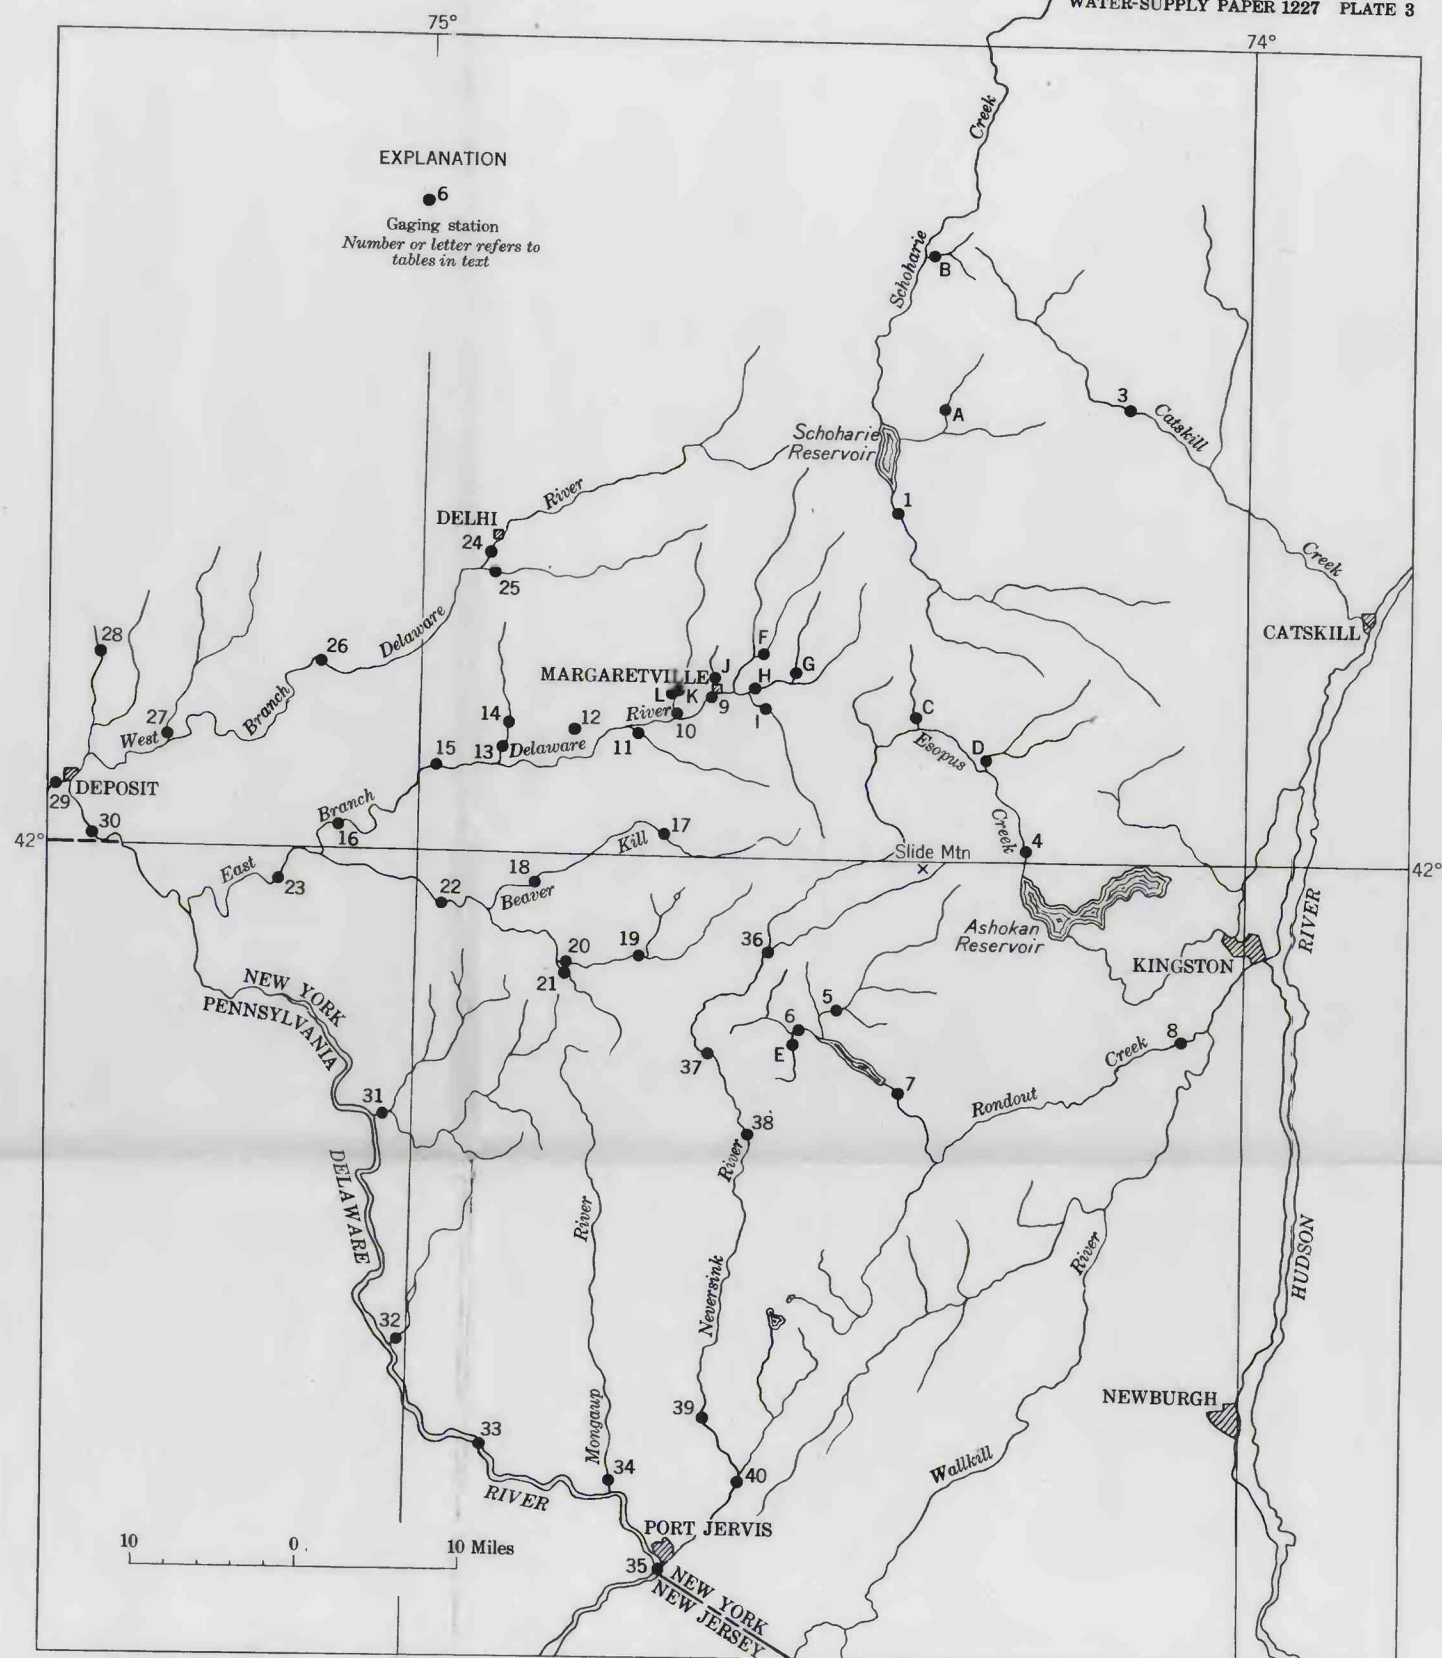 WATER-SUPPLY PAPER 1227 PLATE 3
75°
74°
EXPLANATION
6
Gaging station
Number or letter refers to
tables in text
Creek
Schoharie
B
3
Catskill
A
Schoharie
Reservoir
1
River
DELHI
24
25
Creek
CATSKILL
28
26
Delaware
F
J
G
MARGARETVILLE
H
L
K
9
I
27
West
Branch
14
12
River
10
C
Esopus
D
15
13
Delaware
11
DEPOSIT
29
30
Branch
16
17
Kill
Creek
4
42°
Slide Mtn
42°
East
23
18
Beaver
22
Ashokan
Reservoir
RIVER
36
19
20
21
KINGSTON
NEW YORK
PENNSYLVANIA
5
6
E
37
8
Creek
7
Rondout
31
38
River
DELAWARE
River
River
HUDSON
Neversink
32
NEWBURGH
39
33
Mongaup
34
40
Wallkill
RIVER
PORT JERVIS
10
0
10 Miles
35
NEW YORK
NEW JERSEY